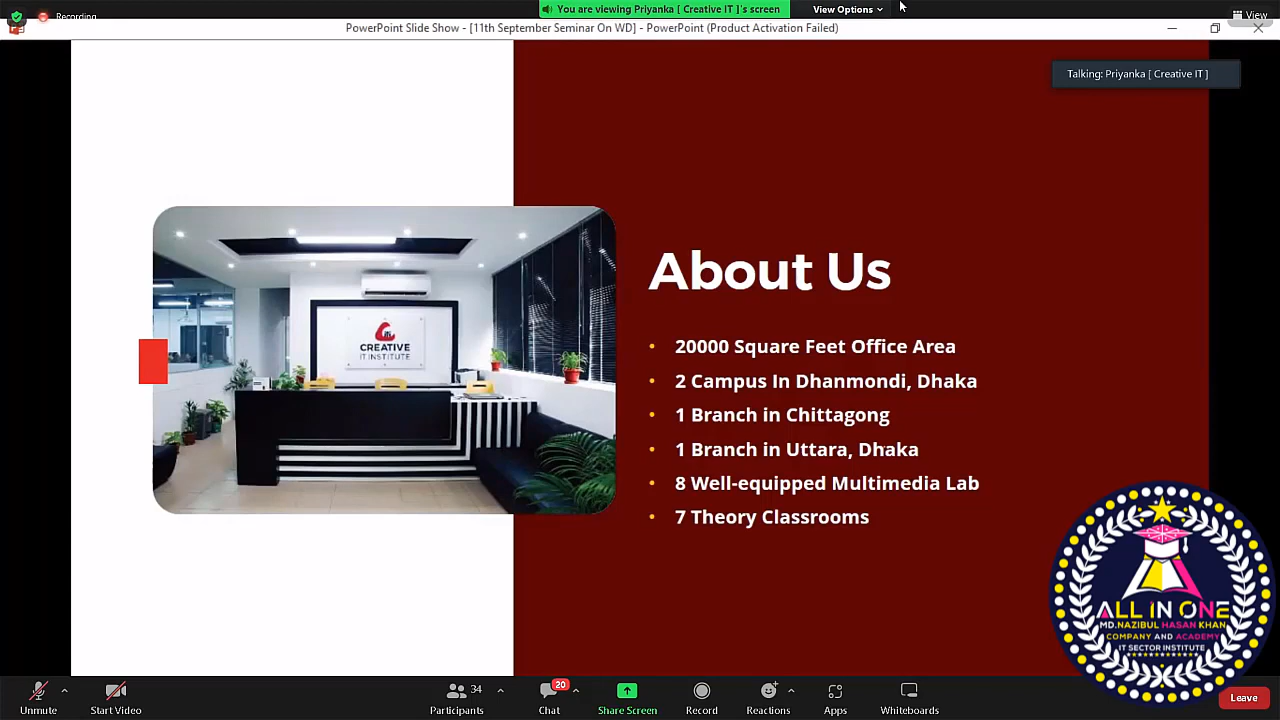 You are viewing Priyanka [ Creative IT ]'s screen
View Options
Recording
View
PowerPoint Slide Show - [11th September Seminar On WD] - PowerPoint (Product Activation Failed)
Talking: Priyanka [ Creative IT ]
CREATIVE
IT INSTITUTE
About Us
• 20000 Square Feet Office Area
• 2 Campus In Dhanmondi, Dhaka
• 1 Branch in Chittagong
• 1 Branch in Uttara, Dhaka
• 8 Well-equipped Multimedia Lab
• 7 Theory Classrooms
ALL IN ONE
MD.NAZIBUL HASAN KHAN
COMPANY AND ACADEMY
IT SECTOR INSTITUTE
Unmute
Start Video
34
Participants
20
Chat
Share Screen
Record
Reactions
Apps
Whiteboards
Leave